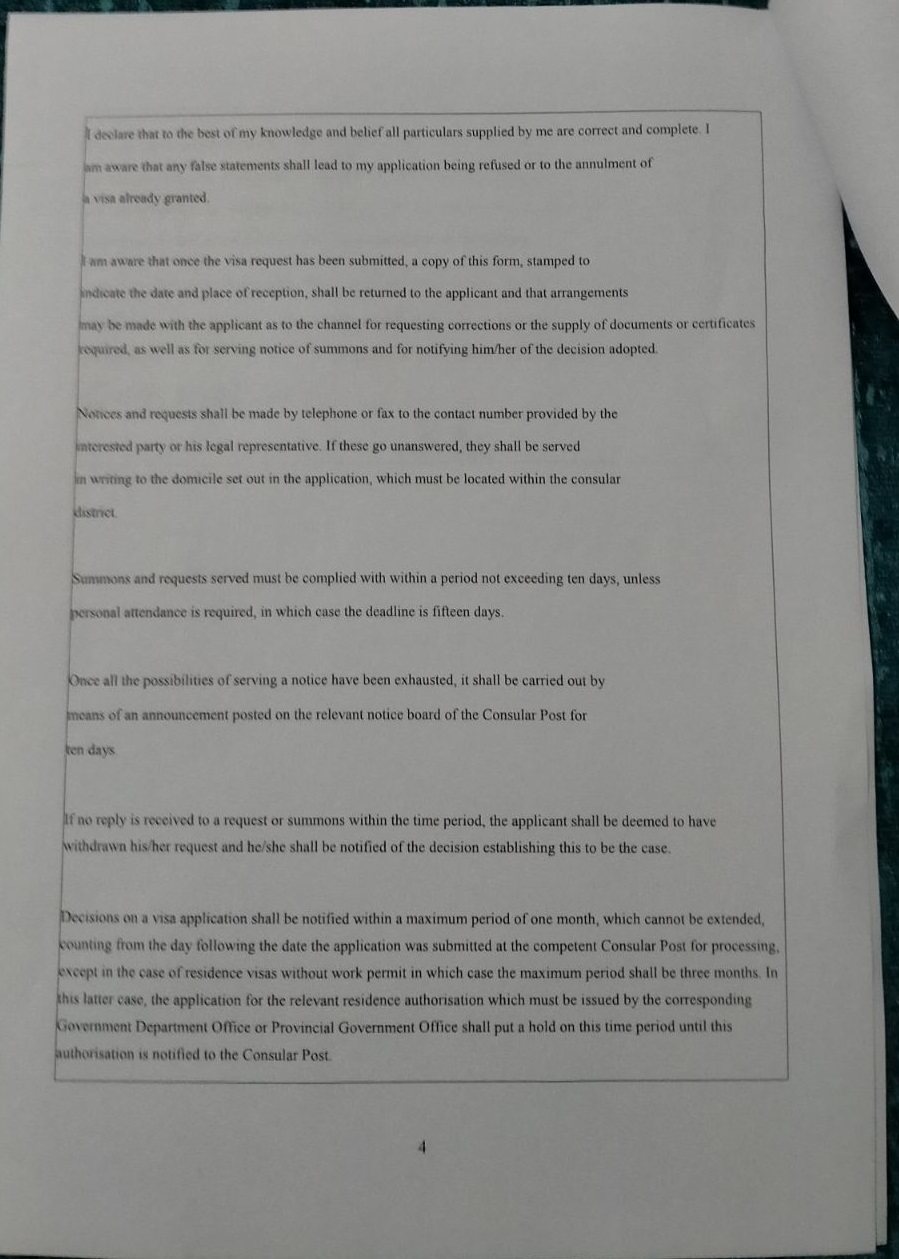 I declare that to the best of my knowledge and belief all particulars supplied by me are correct and complete. I
am aware that any false statements shall lead to my application being refused or to the annulment of
a visa already granted.
I am aware that once the visa request has been submitted, a copy of this form, stamped to
indicate the date and place of reception, shall be returned to the applicant and that arrangements
may be made with the applicant as to the channel for requesting corrections or the supply of documents or certificates
required, as well as for serving notice of summons and for notifying him/her of the decision adopted.
Notices and requests shall be made by telephone or fax to the contact number provided by the
interested party or his legal representative. If these go unanswered, they shall be served
in writing to the domicile set out in the application, which must be located within the consular
district.
Summons and requests served must be complied with within a period not exceeding ten days, unless
personal attendance is required, in which case the deadline is fifteen days.
Once all the possibilities of serving a notice have been exhausted, it shall be carried out by
means of an announcement posted on the relevant notice board of the Consular Post for
ten days.
If no reply is received to a request or summons within the time period, the applicant shall be deemed to have
withdrawn his/her request and he/she shall be notified of the decision establishing this to be the case.
Decisions on a visa application shall be notified within a maximum period of one month, which cannot be extended,
counting from the day following the date the application was submitted at the competent Consular Post for processing,
except in the case of residence visas without work permit in which case the maximum period shall be three months. In
this latter case, the application for the relevant residence authorisation which must be issued by the corresponding
Government Department Office or Provincial Government Office shall put a hold on this time period until this
authorisation is notified to the Consular Post.
4